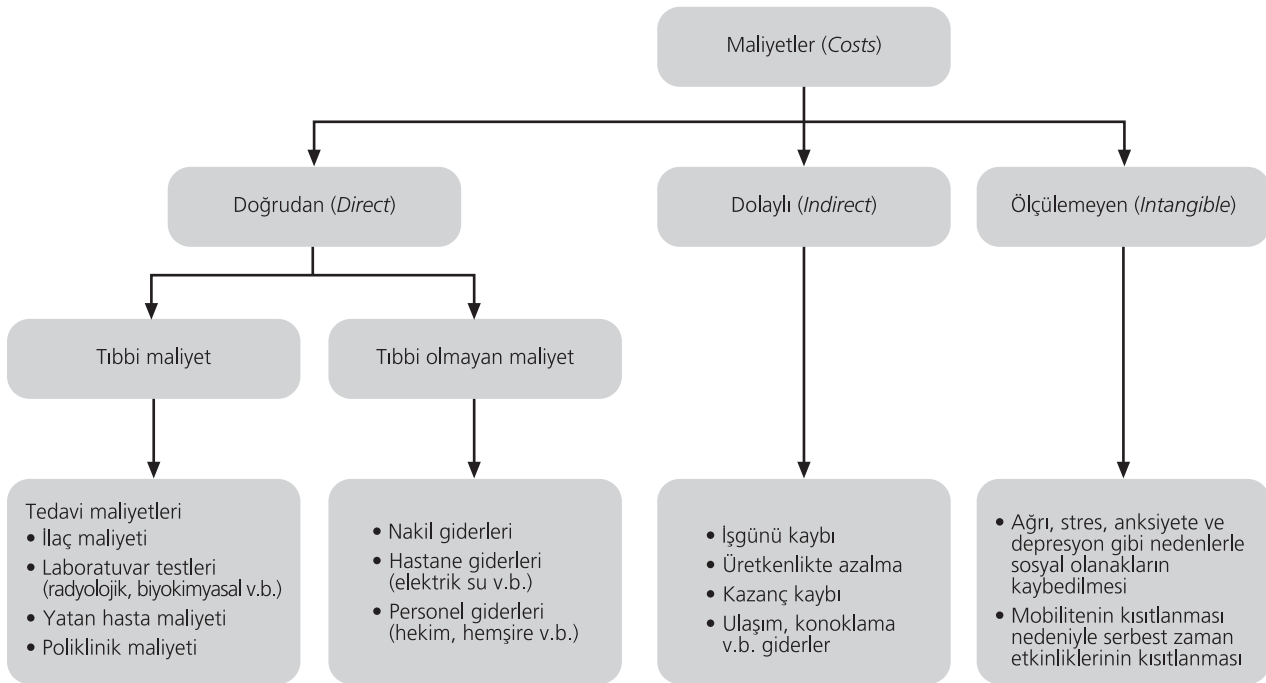 Maliyetler (Costs)
Doğrudan (Direct)
Dolaylı (Indirect)
Ölçülemeyen (Intangible)
Tıbbi maliyet
Tıbbi olmayan maliyet
Tedavi maliyetleri
• İlaç maliyeti
• Laboratuvar testleri
(radyolojik, biyokimyasal v.b.)
• Yatan hasta maliyeti
• Poliklinik maliyeti
• Nakil giderleri
• Hastane giderleri
(elektrik su v.b.)
• Personel giderleri
(hekim, hemşire v.b.)
• İşgünü kaybı
• Üretkenlikte azalma
• Kazanç kaybı
• Ulaşım, konoklama
v.b. giderler
• Ağrı, stres, anksiyete ve
depresyon gibi nedenlerle
sosyal olanakların
kaybedilmesi
• Mobilitenin kısıtlanması
nedeniyle serbest zaman
etkinliklerinin kısıtlanması